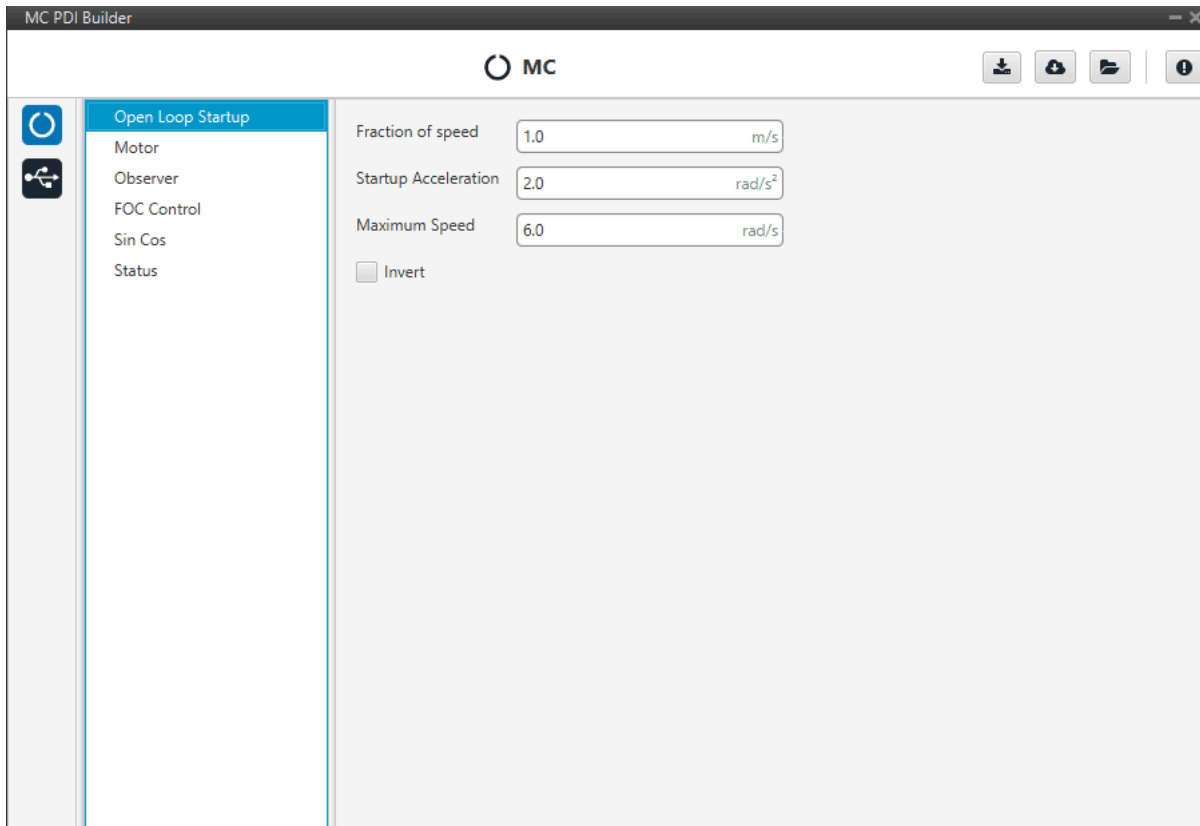 MC PDI Builder
MC
Open Loop Startup
Motor
Observer
FOC Control
Sin Cos
Status
Fraction of speed 1.0 m/s
Startup Acceleration 2.0 rad/s²
Maximum Speed 6.0 rad/s
Invert